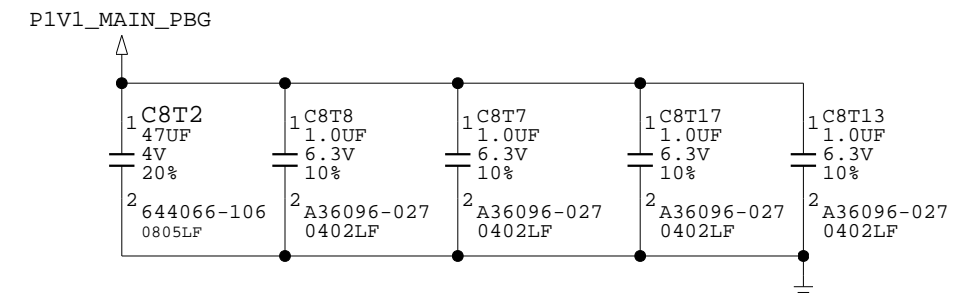 P1V1_MAIN_PBG
1 C8T2
47UF
4V
20%
2
644066-106
0805LF
1 C8T8
1.0UF
6.3V
10%
2
A36096-027
0402LF
1 C8T7
1.0UF
6.3V
10%
2
A36096-027
0402LF
1 C8T17
1.0UF
6.3V
10%
2
A36096-027
0402LF
1 C8T13
1.0UF
6.3V
10%
2
A36096-027
0402LF